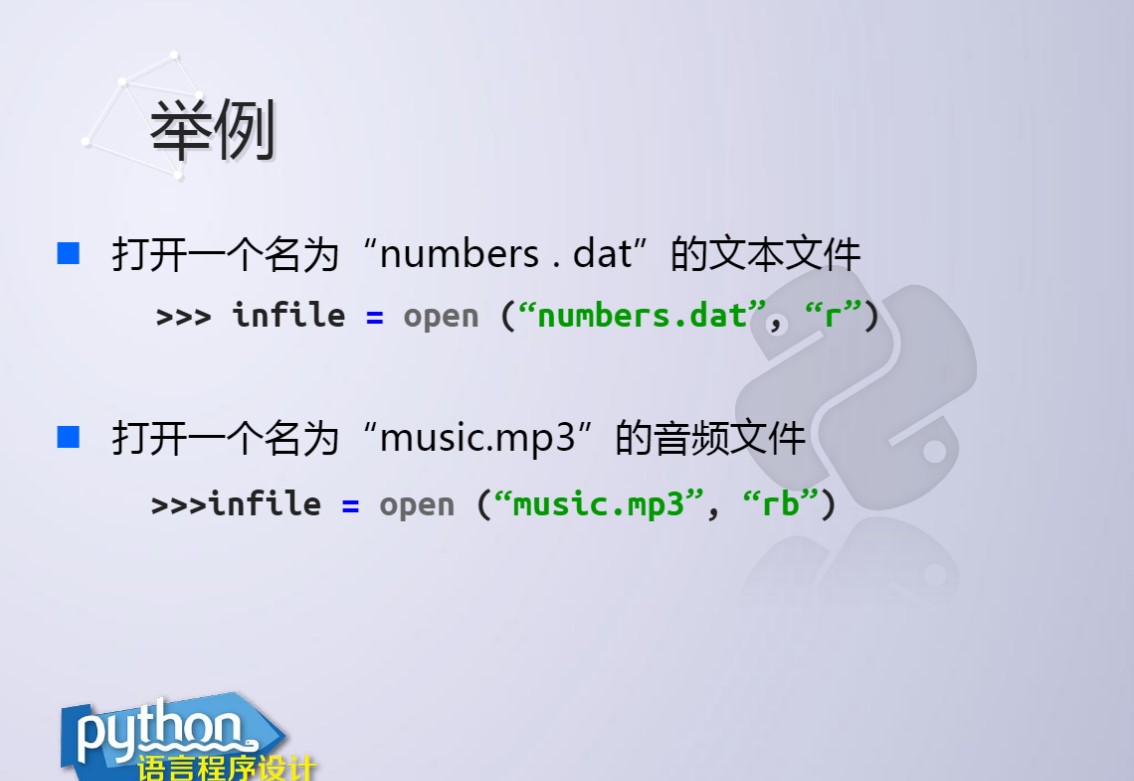 举例
打开一个名为“numbers . dat”的文本文件
>>> infile = open (“numbers.dat”, “r”)
打开一个名为“music.mp3”的音频文件
>>>infile = open (“music.mp3”, “rb”)
python
语言程序设计